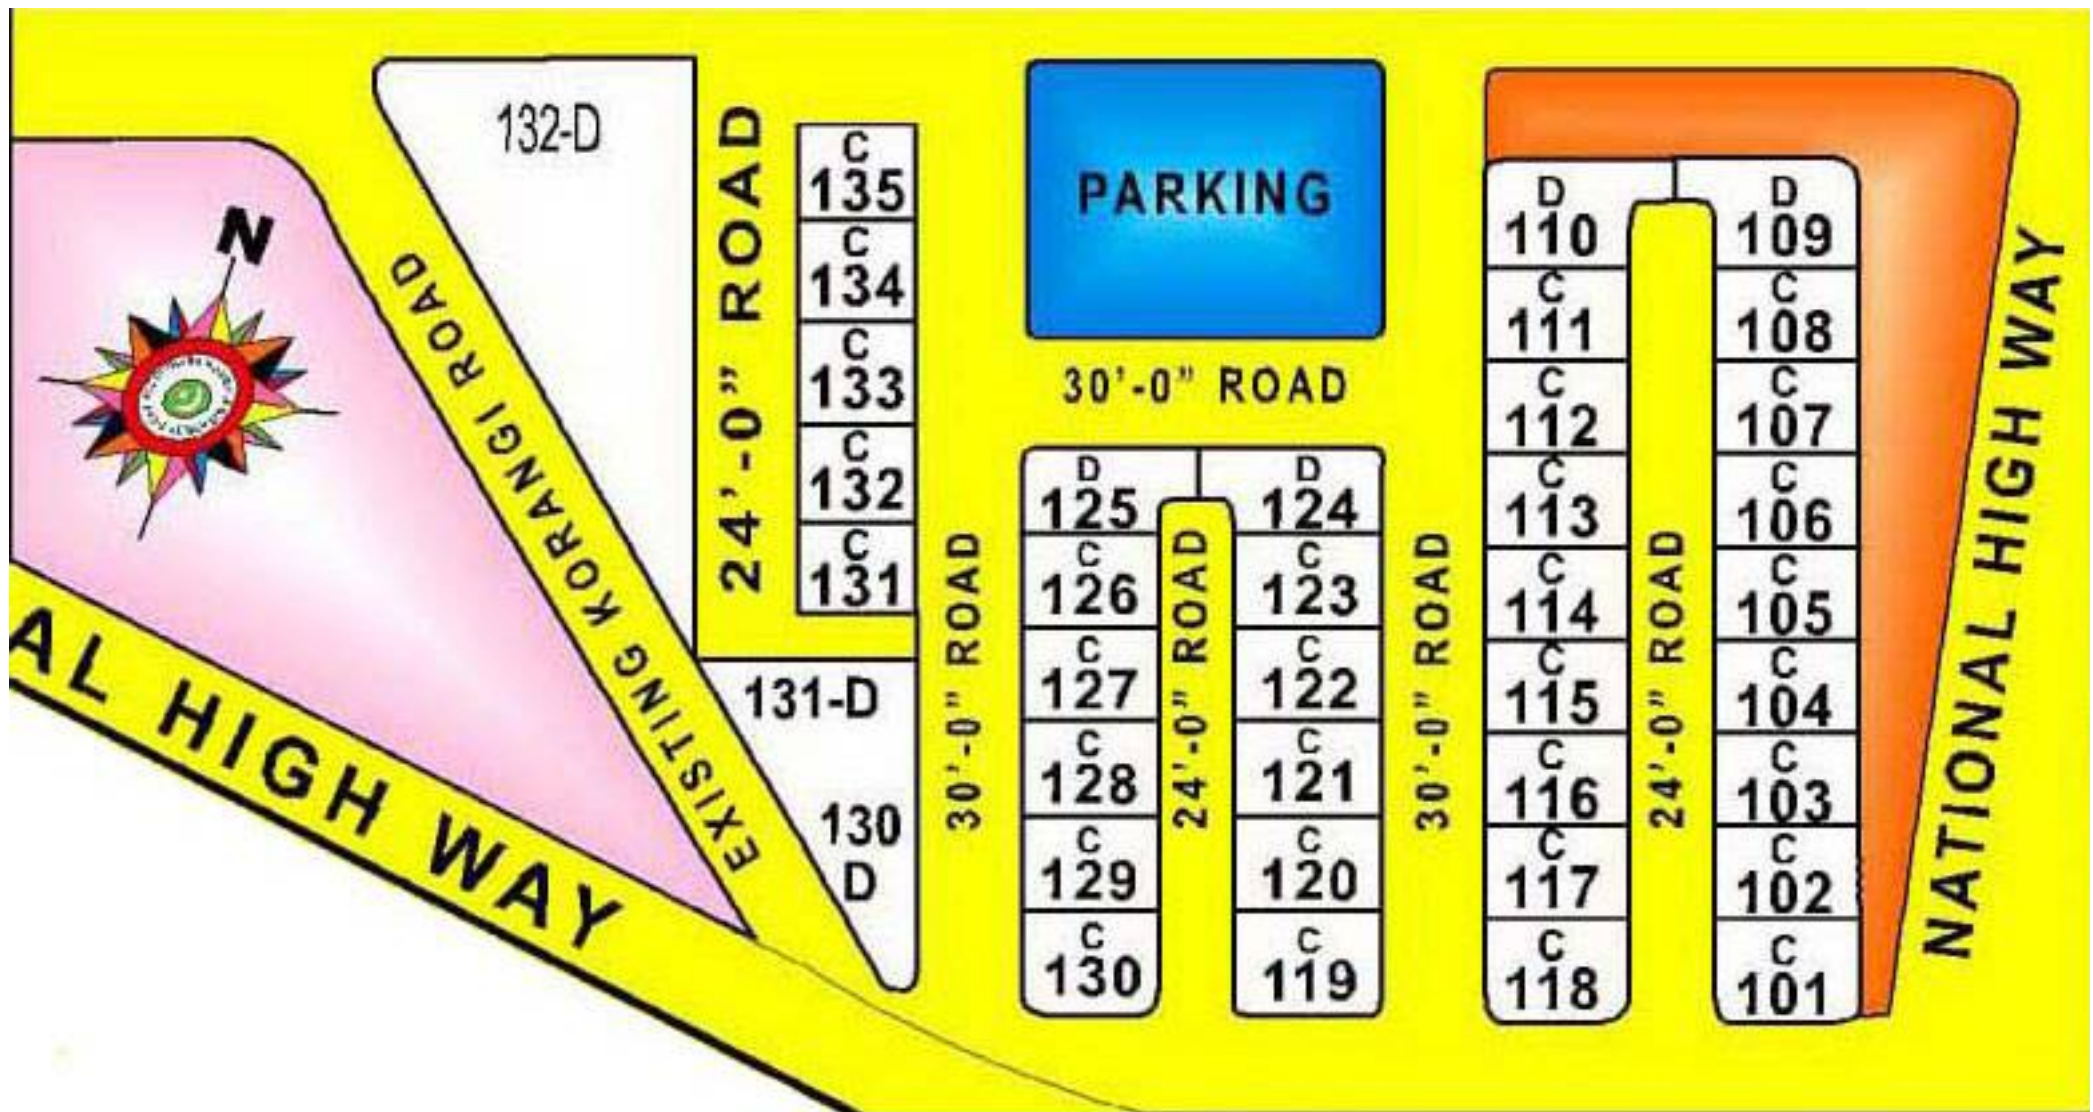 132-D
N
24'-0" ROAD
C
135
C
134
C
133
C
132
C
131
PARKING
30'-0" ROAD
EXISTING KORANGI ROAD
131-D
130
D
30'-0" ROAD
D
125
C
126
C
127
C
128
C
129
C
130
24'-0" ROAD
D
124
C
123
C
122
C
121
C
120
C
119
30'-0" ROAD
D
110
C
111
C
112
C
113
C
114
C
115
C
116
C
117
C
118
24'-0" ROAD
D
109
C
108
C
107
C
106
C
105
C
104
C
103
C
102
C
101
NATIONAL HIGH WAY
AL HIGH WAY